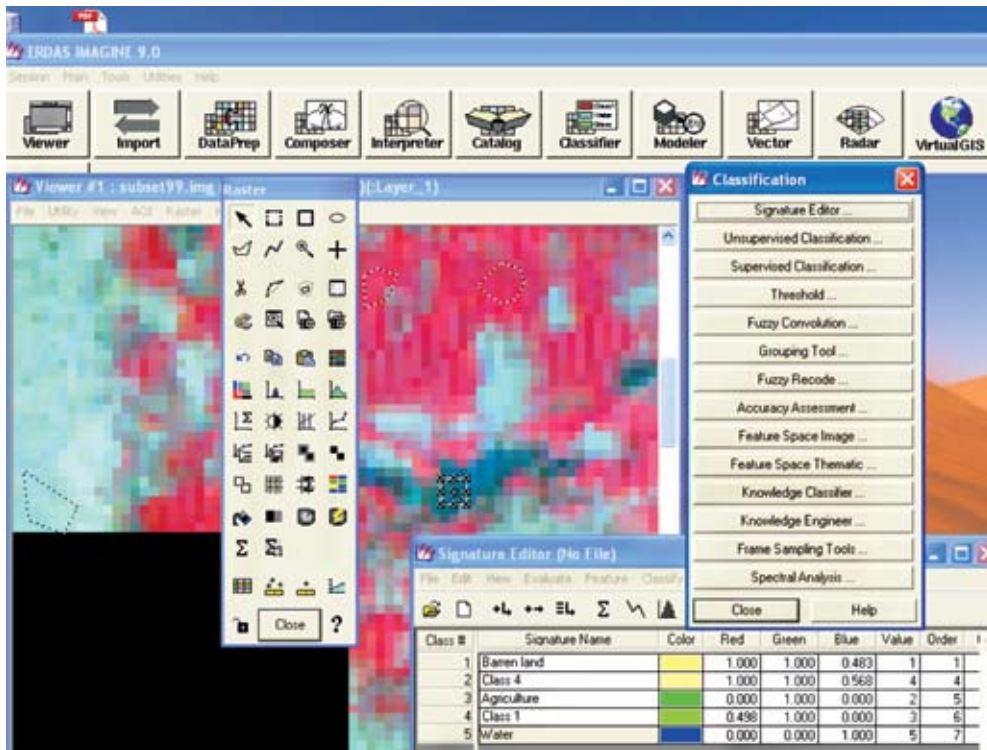 PDF
ERDAS IMAGINE 9.0
Session Main Tools Utilities Help
Viewer Import DataPrep Composer Interpreter Catalog Classifier Modeler Vector Radar VirtualGIS
Viewer #1 : subset99.img
)(:Layer_1)
File Utility View AOI Raster
Raster
Close ?
Classification
Signature Editor ...
Unsupervised Classification ...
Supervised Classification ...
Threshold ...
Fuzzy Convolution ...
Grouping Tool ...
Fuzzy Recode ...
Accuracy Assessment ...
Feature Space Image ...
Feature Space Thematic ...
Knowledge Classifier ...
Knowledge Engineer ...
Frame Sampling Tools ...
Spectral Analysis ...
Close Help
Signature Editor (No File)
File Edit View Evaluate Feature Classify
Class # Signature Name Color Red Green Blue Value Order
1 Barren land 1.000 1.000 0.483 1 1
2 Class 4 1.000 1.000 0.568 4 4
3 Agriculture 0.000 1.000 0.000 2 5
4 Class 1 0.498 1.000 0.000 3 6
5 Water 0.000 0.000 1.000 5 7